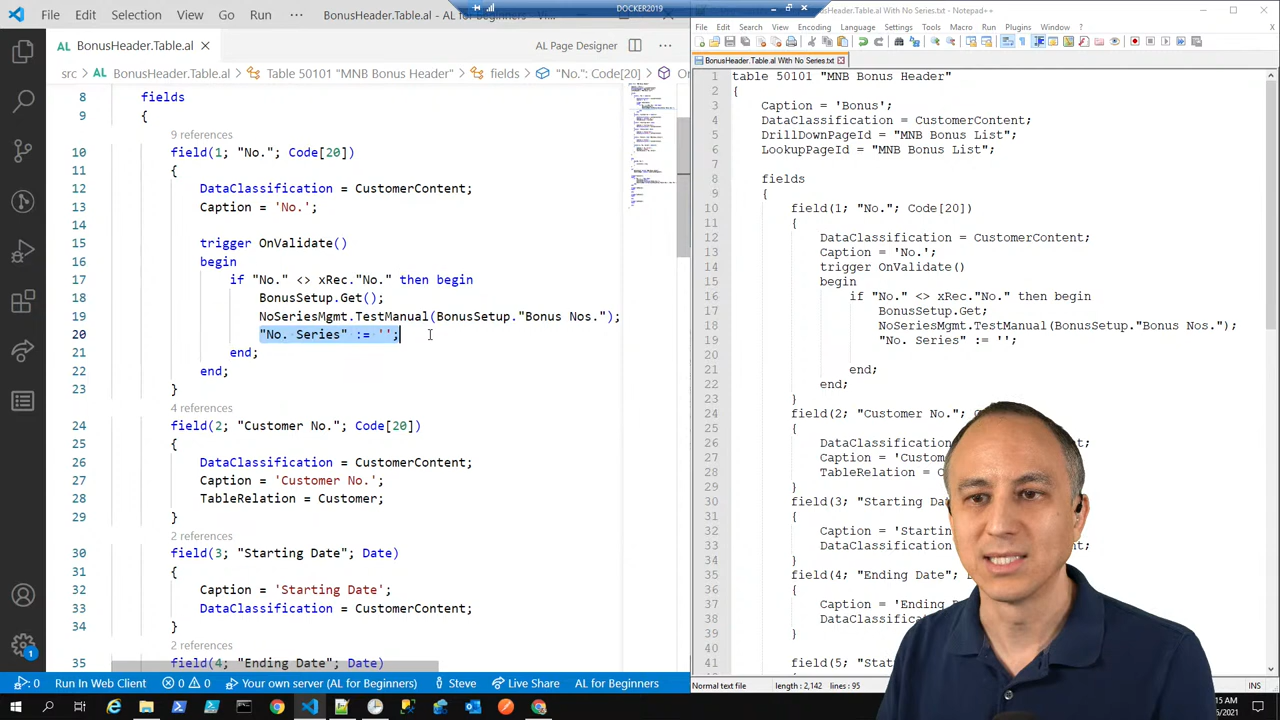 File Edit Selection View Go Run
DOCKER2019
BonusHeader.Table.al - AL for Beginners
BonusHeader.Table.al
AL Page Designer
src
BonusHeader.Table.al
Table 50101 "MNB Bonus Header"
fields
"No.": Code[20]
8 fields
9 {
9 references
10 field(1; "No."; Code[20])
11 {
12 DataClassification = CustomerContent;
13 Caption = 'No.';
14
15 trigger OnValidate()
16 begin
17 if "No." <> xRec."No." then begin
18 BonusSetup.Get();
19 NoSeriesMgmt.TestManual(BonusSetup."Bonus Nos.");
20 "No. Series" := '';
21 end;
22 end;
23 }
4 references
24 field(2; "Customer No."; Code[20])
25 {
26 DataClassification = CustomerContent;
27 Caption = 'Customer No.';
28 TableRelation = Customer;
29 }
2 references
30 field(3; "Starting Date"; Date)
31 {
32 Caption = 'Starting Date';
33 DataClassification = CustomerContent;
34 }
2 references
35 field(4; "Ending Date"; Date)
1
0 Run In Web Client 0 0 Your own server (AL for Beginners) Steve Live Share AL for Beginners
BonusHeader.Table.al With No Series.txt - Notepad++
File Edit Search View Encoding Language Settings Tools Macro Run Plugins Window
BonusHeader.Table.al With No Series.txt
1 table 50101 "MNB Bonus Header"
2 {
3 Caption = 'Bonus';
4 DataClassification = CustomerContent;
5 DrillDownPageId = "MNB Bonus List";
6 LookupPageId = "MNB Bonus List";
7
8 fields
9 {
10 field(1; "No."; Code[20])
11 {
12 DataClassification = CustomerContent;
13 Caption = 'No.';
14 trigger OnValidate()
15 begin
16 if "No." <> xRec."No." then begin
17 BonusSetup.Get;
18 NoSeriesMgmt.TestManual(BonusSetup."Bonus Nos.");
19 "No. Series" := '';
20
21 end;
22 end;
23 }
24 field(2; "Customer No.";
25 {
26 DataClassification
27 Caption =
28 TableRelation =
29 }
30 field(3; "Starting
31 {
32 Caption =
33 DataClassification
34 }
35 field(4; "Ending Date";
36 {
37 Caption =
38
39 }
40
41 field(5;
Normal text file length : 2,142 lines : 95 INS